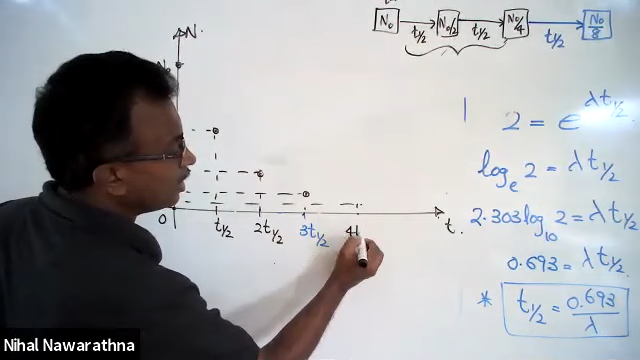 N
N₀ N₀/2 N₀/4 N₀/8
t½ t½ t½
2 = e^λt½
logₑ 2 = λt½
2.303 log₁₀ 2 = λt½
0.693 = λt½
* t½ = 0.693/λ
0 t½ 2t½ 3t½ 4t t
Nihal Nawarathna